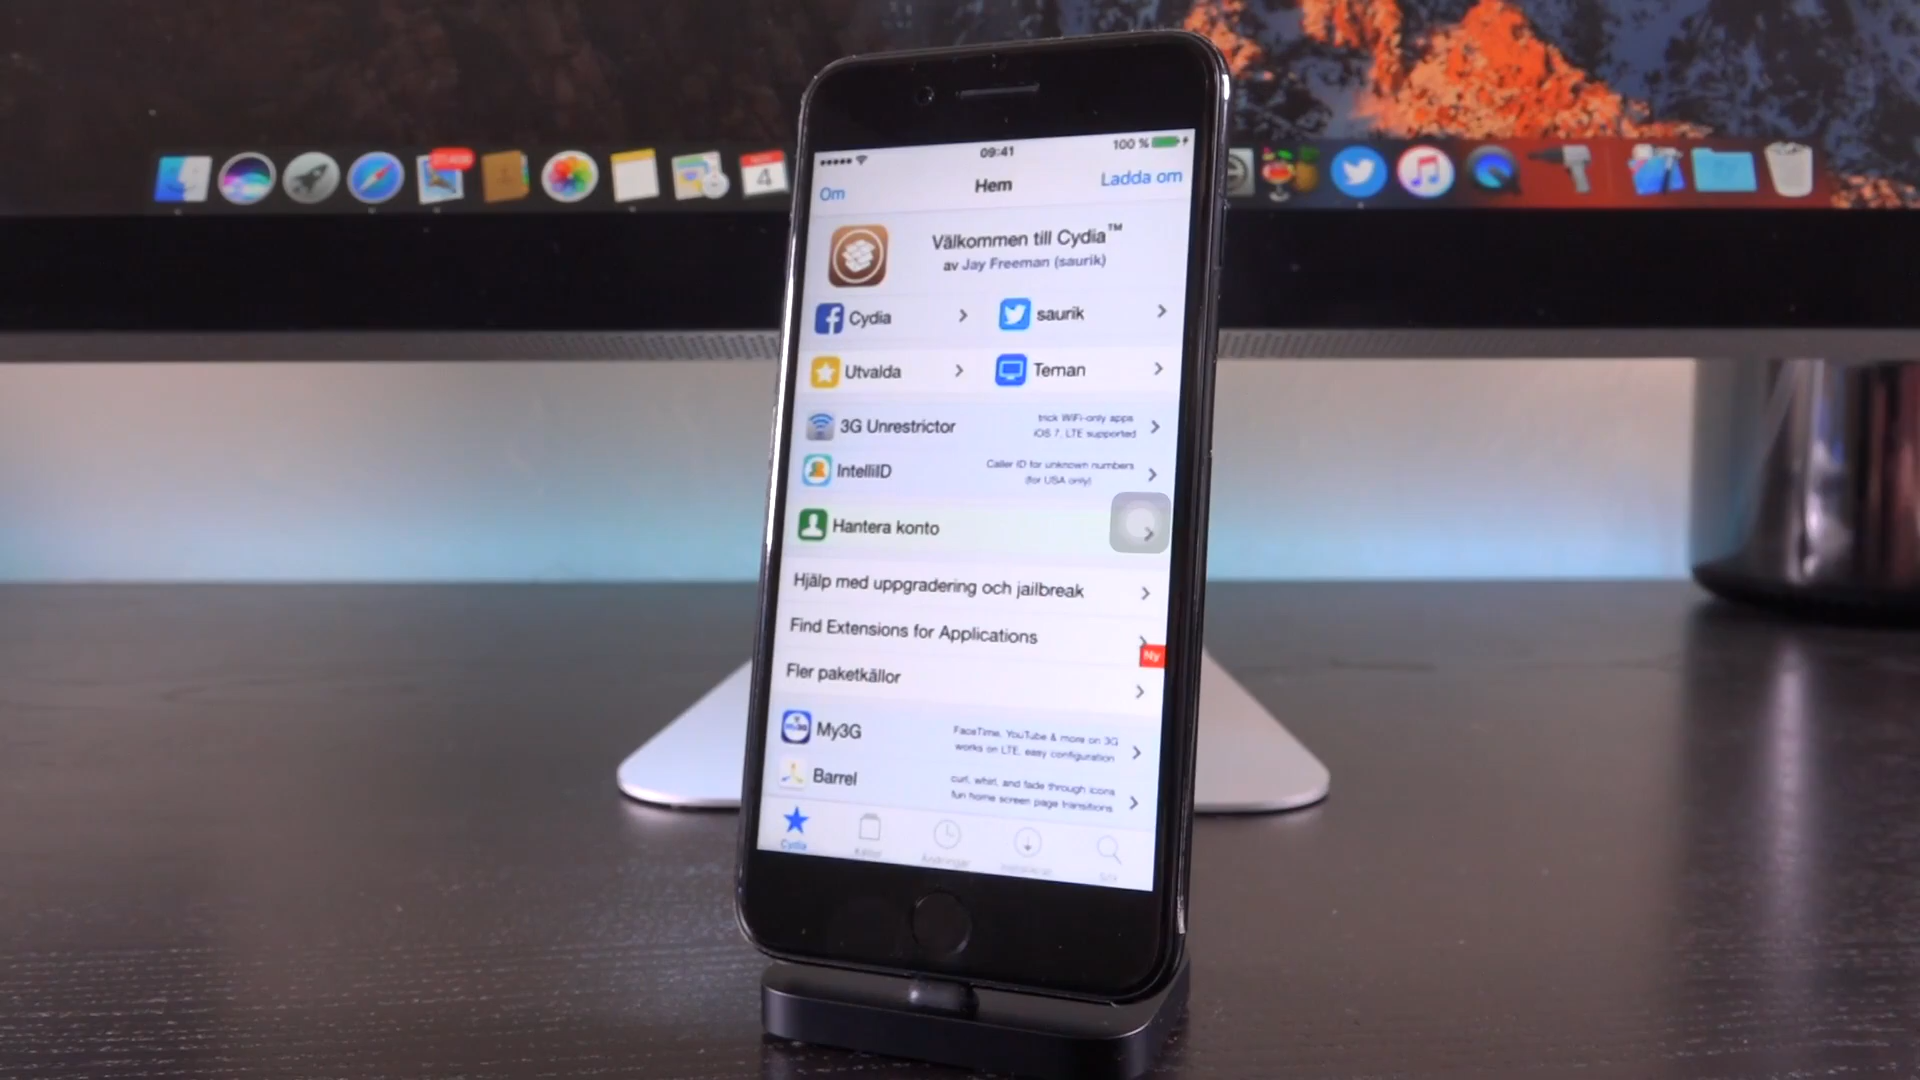 09:41
100 %
Om
Hem
Ladda om
Välkommen till Cydia™
av Jay Freeman (saurik)
Cydia
saurik
Utvalda
Teman
3G Unrestrictor
trick WiFi-only apps
iOS 7, LTE supported
IntelliID
Caller ID for unknown numbers
(for USA only)
Hantera konto
Hjälp med uppgradering och jailbreak
Find Extensions for Applications
Ny
Fler paketkällor
My3G
FaceTime, YouTube & more on 3G
works on LTE, easy configuration
Barrel
curl, whirl, and fade through icons
fun home screen page transitions
Cydia
Ändringar
4